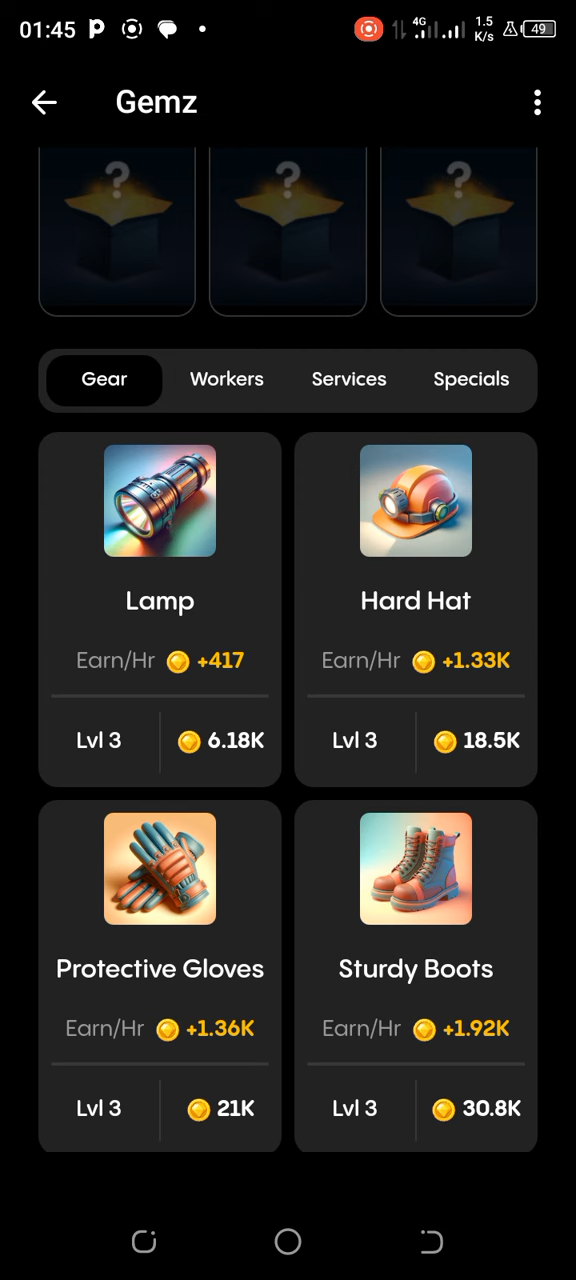 01:45 4G 1.5 K/s 49
Gemz
? ? ?
Gear Workers Services Specials
Lamp Hard Hat
Earn/Hr +417 Earn/Hr +1.33K
Lvl 3 6.18K Lvl 3 18.5K
Protective Gloves Sturdy Boots
Earn/Hr +1.36K Earn/Hr +1.92K
Lvl 3 21K Lvl 3 30.8K